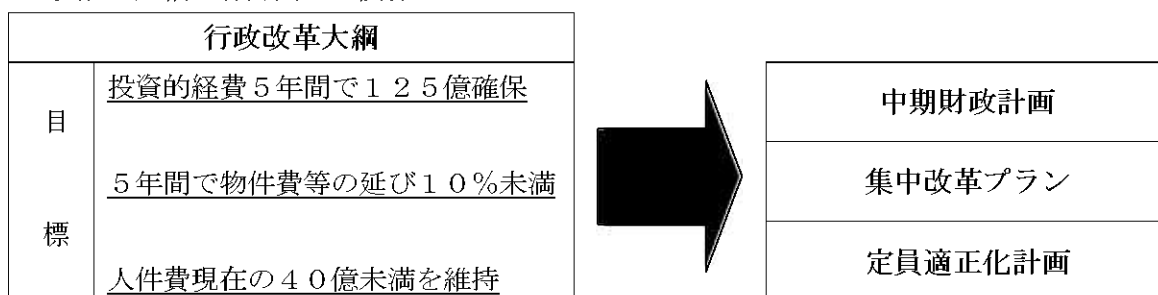 行政改革大綱
目標
投資的経費５年間で１２５億確保
５年間で物件費等の延び１０％未満
人件費現在の４０億未満を維持
中期財政計画
集中改革プラン
定員適正化計画